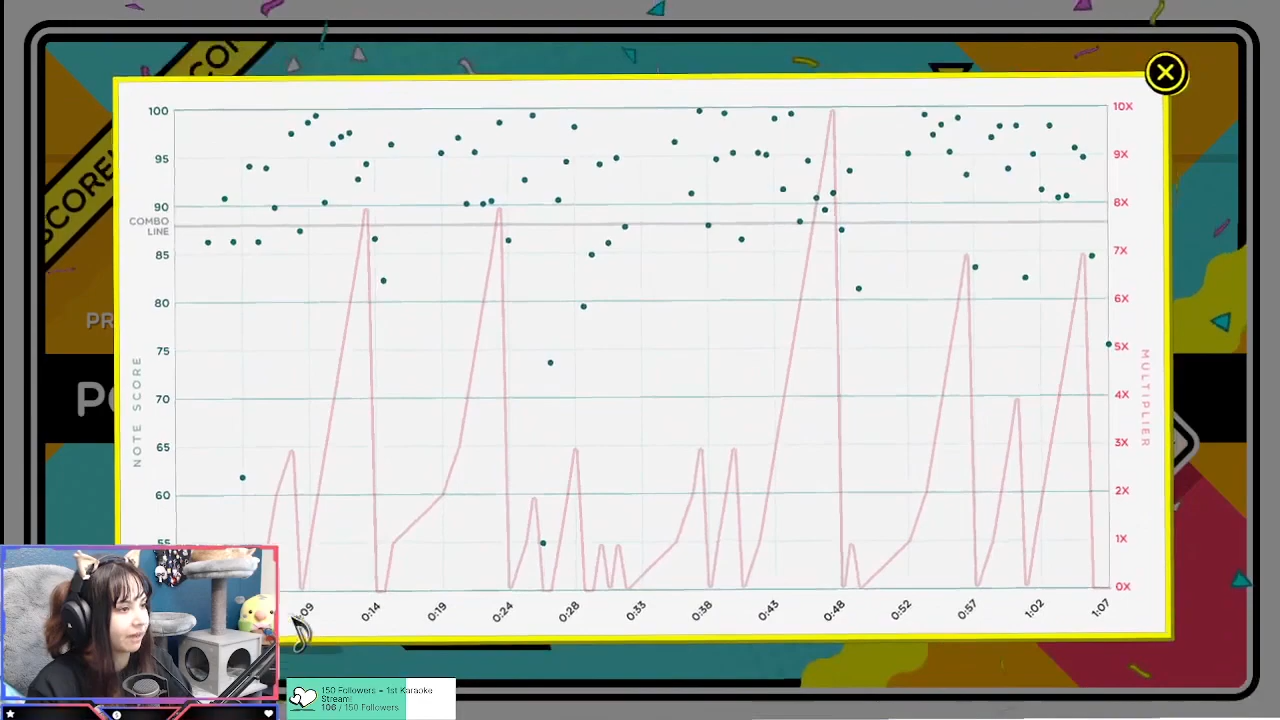 SCORE!
SCO
100
10X
95
9X
90
8X
COMBO
LINE
85
7X
80
6X
75
5X
NOTE SCORE
MULTIPLIER
70
4X
65
3X
60
2X
55
1X
0X
:09
0:14
0:19
0:24
0:28
0:33
0:38
0:43
0:48
0:52
0:57
1:02
1:07
PR
150 Followers = 1st Karaoke
Stream!
106 / 150 Followers